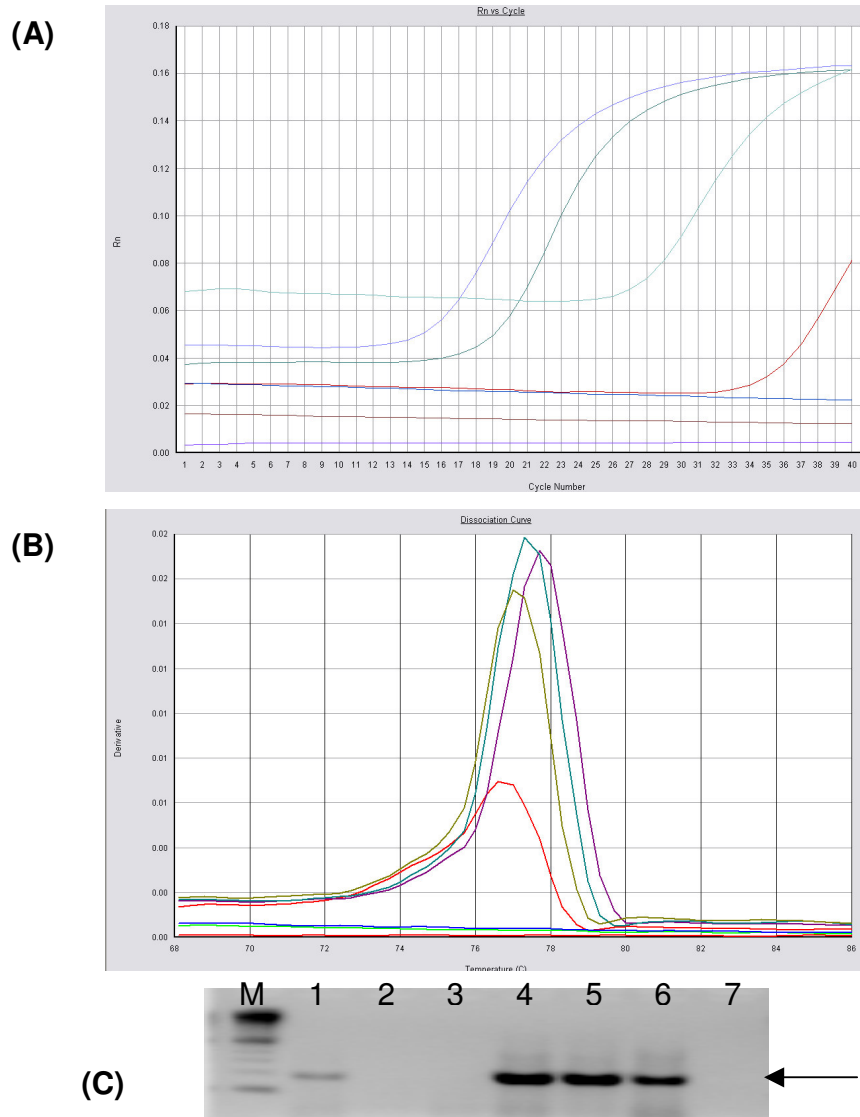 (A)
Rn vs Cycle
0.18
0.16
0.14
0.12
0.10
0.08
0.06
0.04
0.02
0.00
Rn
1 2 3 4 5 6 7 8 9 10 11 12 13 14 15 16 17 18 19 20 21 22 23 24 25 26 27 28 29 30 31 32 33 34 35 36 37 38 39 40
Cycle Number
(B)
Dissociation Curve
0.02
0.02
0.01
0.01
0.01
0.01
0.01
0.00
0.00
0.00
Derivative
68 70 72 74 76 78 80 82 84 86
Temperature (C)
M 1 2 3 4 5 6 7
(C)